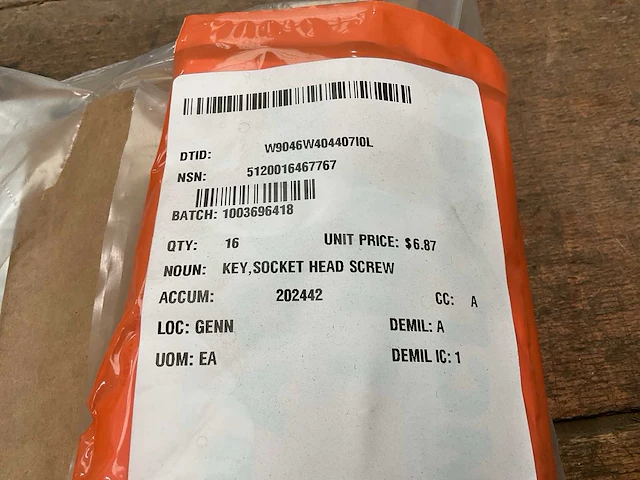 DTID: W9046W40440710L
NSN: 5120016467767
BATCH: 1003696418
QTY: 16 UNIT PRICE: $6.87
NOUN: KEY,SOCKET HEAD SCREW
ACCUM: 202442 CC: A
LOC: GENN DEMIL: A
UOM: EA DEMIL IC: 1